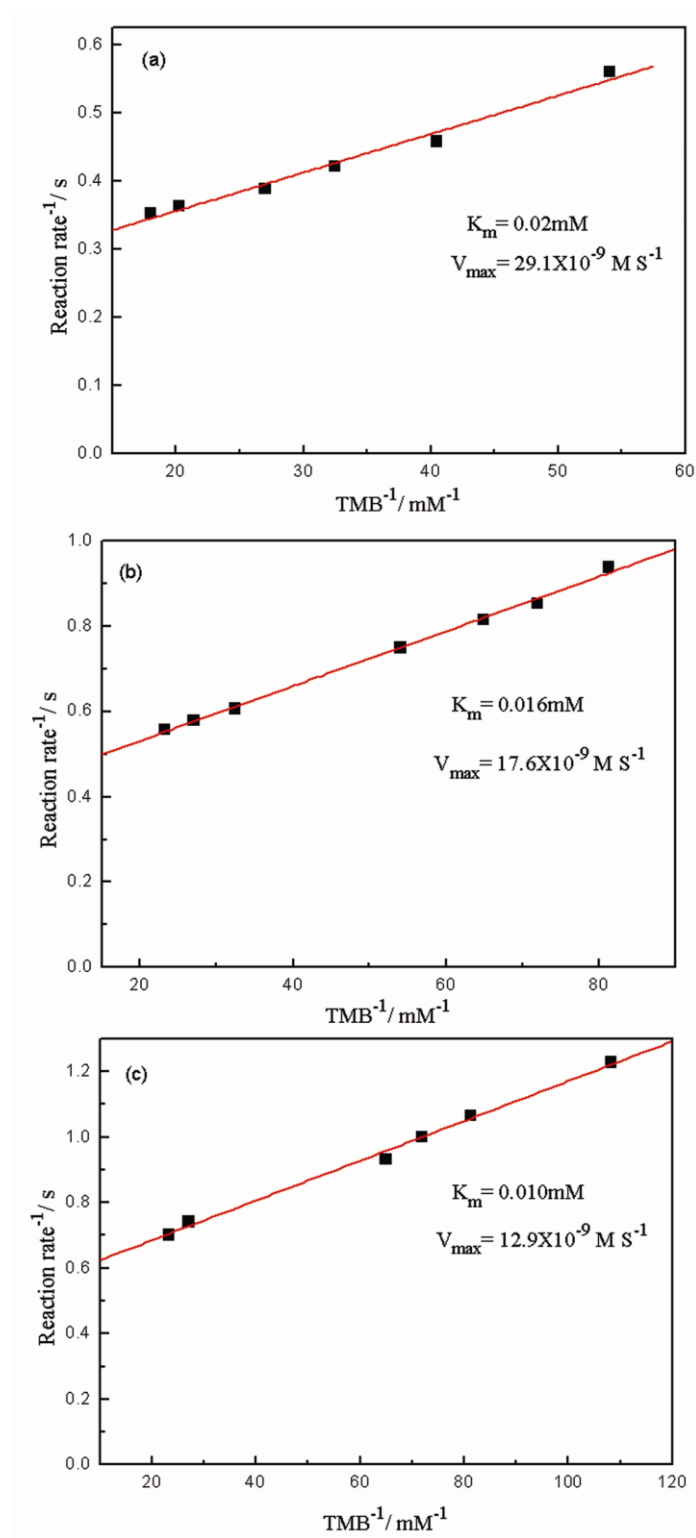 (a)
0.6
0.5
0.4
0.3
0.2
0.1
0.0
Reaction rate⁻¹/ s
Kₘ= 0.02mM
Vₘₐₓ= 29.1X10⁻⁹ M S⁻¹
20 30 40 50 60
TMB⁻¹/ mM⁻¹
(b)
1.0
0.8
0.6
0.4
0.2
0.0
Reaction rate⁻¹/ s
Kₘ= 0.016mM
Vₘₐₓ= 17.6X10⁻⁹ M S⁻¹
20 40 60 80
TMB⁻¹/ mM⁻¹
(c)
1.2
1.0
0.8
0.6
0.4
0.2
0.0
Reaction rate⁻¹/ s
Kₘ= 0.010mM
Vₘₐₓ= 12.9X10⁻⁹ M S⁻¹
20 40 60 80 100 120
TMB⁻¹/ mM⁻¹